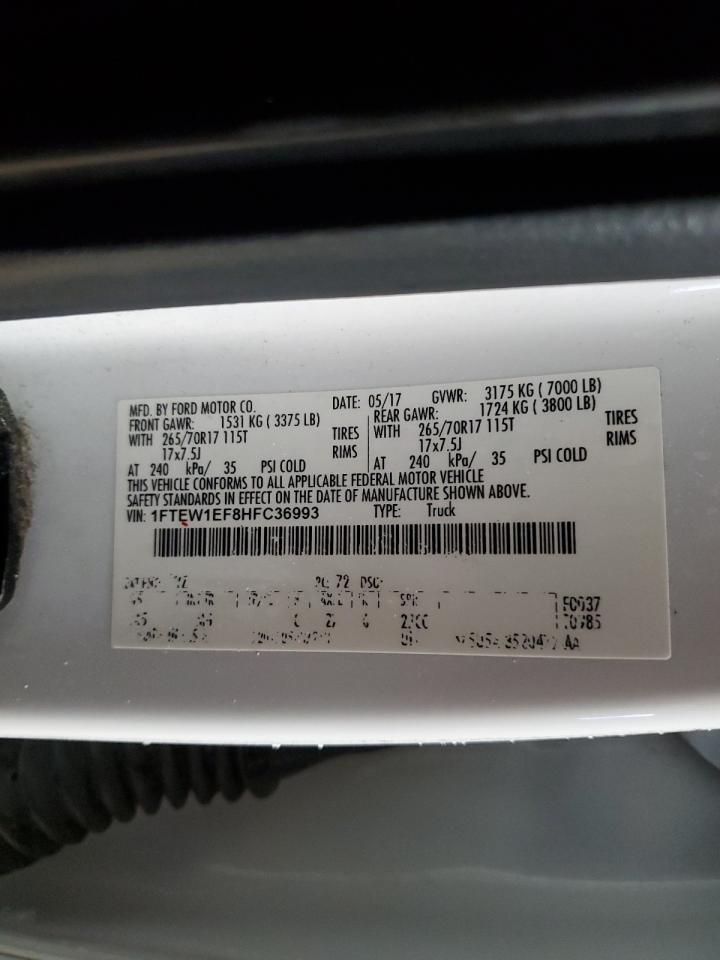 MFD. BY FORD MOTOR CO. DATE: 05/17 GVWR: 3175 KG ( 7000 LB)
FRONT GAWR: 1531 KG ( 3375 LB) REAR GAWR: 1724 KG ( 3800 LB)
WITH 265/70R17 115T TIRES WITH 265/70R17 115T TIRES
17x7.5J RIMS 17x7.5J RIMS
AT 240 kPa/ 35 PSI COLD AT 240 kPa/ 35 PSI COLD
THIS VEHICLE CONFORMS TO ALL APPLICABLE FEDERAL MOTOR VEHICLE
SAFETY STANDARDS IN EFFECT ON THE DATE OF MANUFACTURE SHOWN ABOVE.
VIN: 1FTEW1EF8HFC36993 TYPE: Truck
72 DSO: